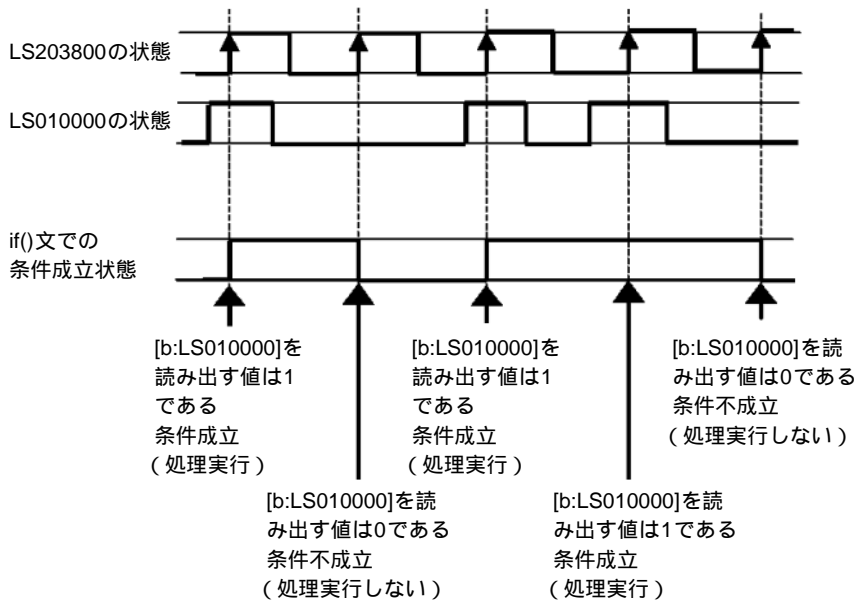 LS203800の状態
LS010000の状態
if()文での
条件成立状態
[b:LS010000]を
読み出す値は1
である
条件成立
(処理実行)
[b:LS010000]を
読み出す値は1
である
条件成立
(処理実行)
[b:LS010000]を読
み出す値は0である
条件不成立
(処理実行しない)
[b:LS010000]を読
み出す値は0である
条件不成立
(処理実行しない)
[b:LS010000]を読
み出す値は1である
条件成立
(処理実行)